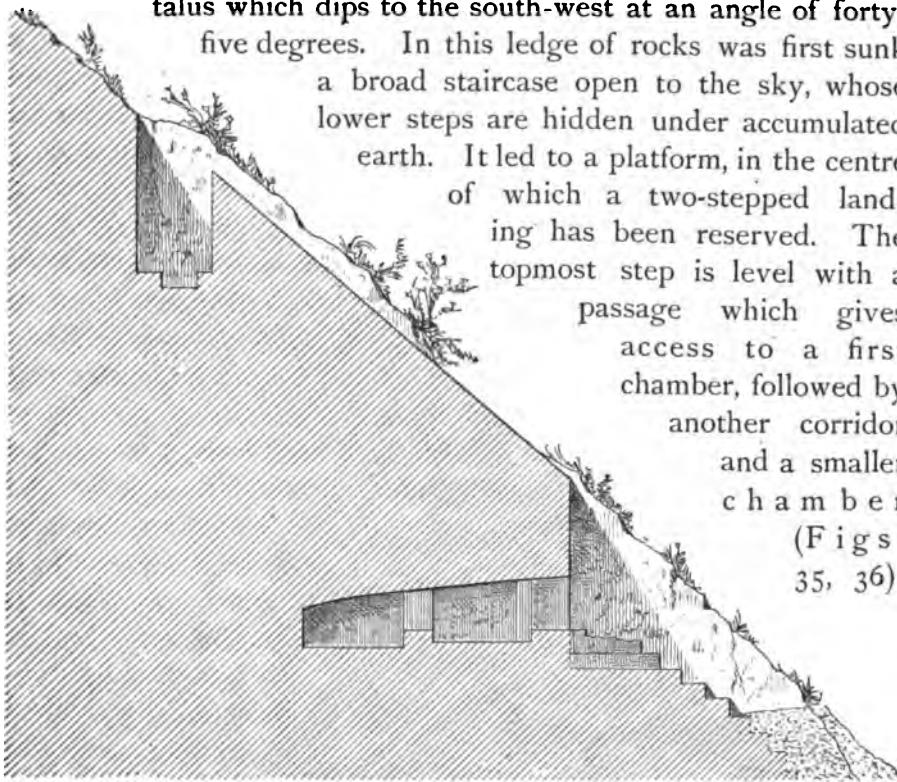 talus which dips to the south-west at an angle of forty
five degrees. In this ledge of rocks was first sunk
a broad staircase open to the sky, whose
lower steps are hidden under accumulated
earth. It led to a platform, in the centre
of which a two-stepped land
ing has been reserved. The
topmost step is level with a
passage which gives
access to a first
chamber, followed by
another corridor
and a smaller
chamber
(Figs
35, 36)